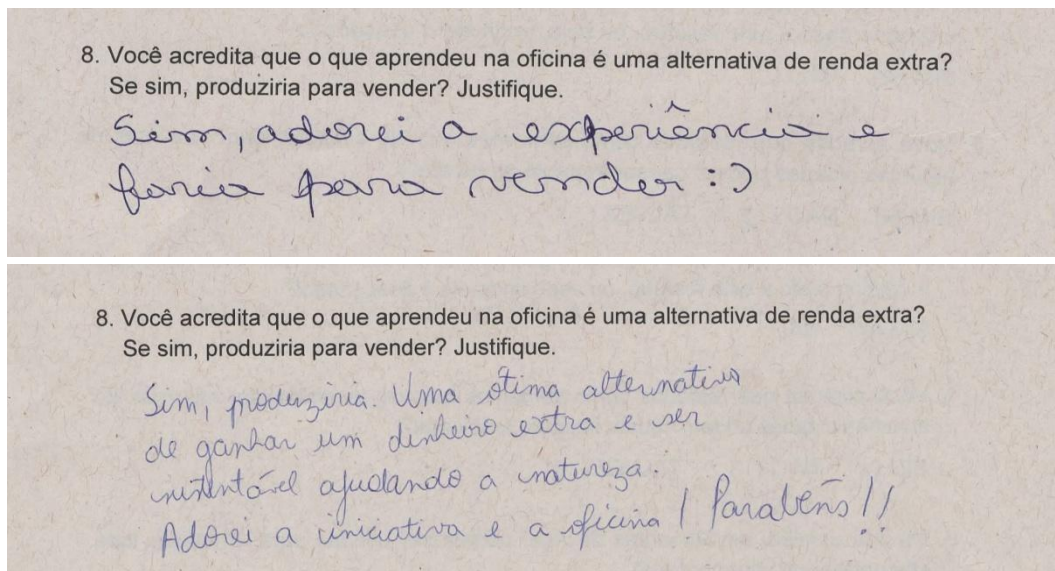 8. Você acredita que o que aprendeu na oficina é uma alternativa de renda extra?
Se sim, produziria para vender? Justifique.
Sim, adorei a experiência e
faria para vender :)
8. Você acredita que o que aprendeu na oficina é uma alternativa de renda extra?
Se sim, produziria para vender? Justifique.
Sim, produziria. Uma ótima alternativa
de ganhar um dinheiro extra e ser
sustentável ajudando a natureza.
Adorei a iniciativa e a oficina! Parabéns!!